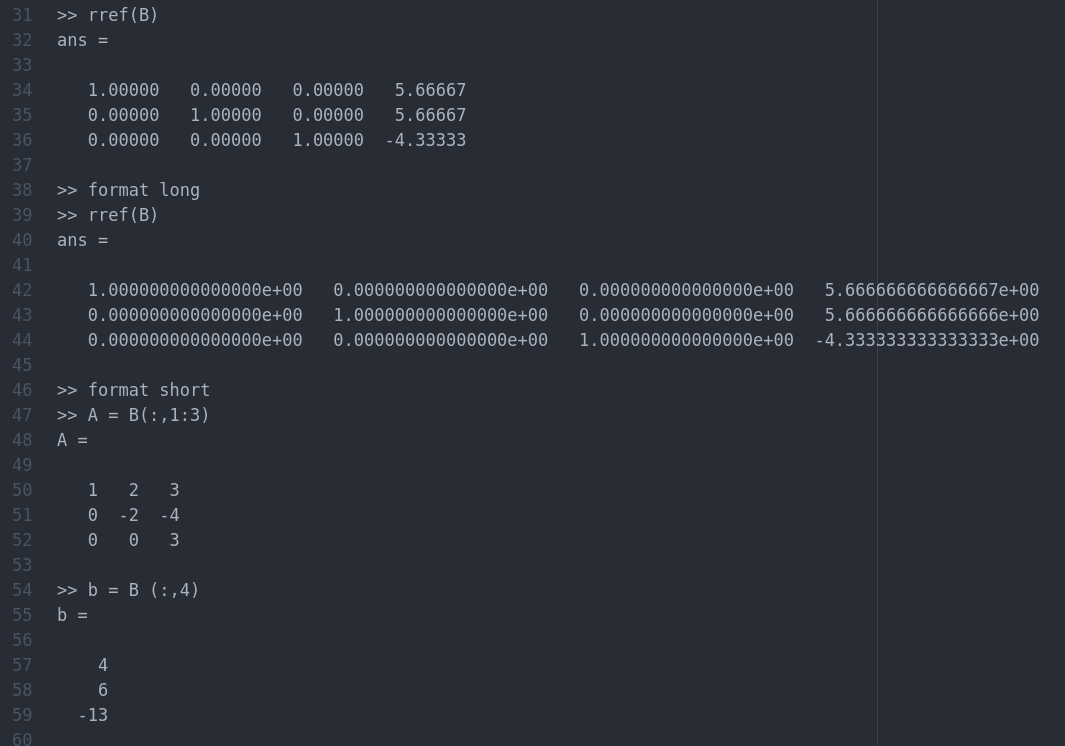 31 >> rref(B)
32 ans =
33
34    1.00000   0.00000   0.00000   5.66667
35    0.00000   1.00000   0.00000   5.66667
36    0.00000   0.00000   1.00000  -4.33333
37
38 >> format long
39 >> rref(B)
40 ans =
41
42    1.000000000000000e+00   0.000000000000000e+00   0.000000000000000e+00   5.666666666666667e+00
43    0.000000000000000e+00   1.000000000000000e+00   0.000000000000000e+00   5.666666666666666e+00
44    0.000000000000000e+00   0.000000000000000e+00   1.000000000000000e+00  -4.333333333333333e+00
45
46 >> format short
47 >> A = B(:,1:3)
48 A =
49
50    1   2   3
51    0  -2  -4
52    0   0   3
53
54 >> b = B (:,4)
55 b =
56
57     4
58     6
59   -13
60